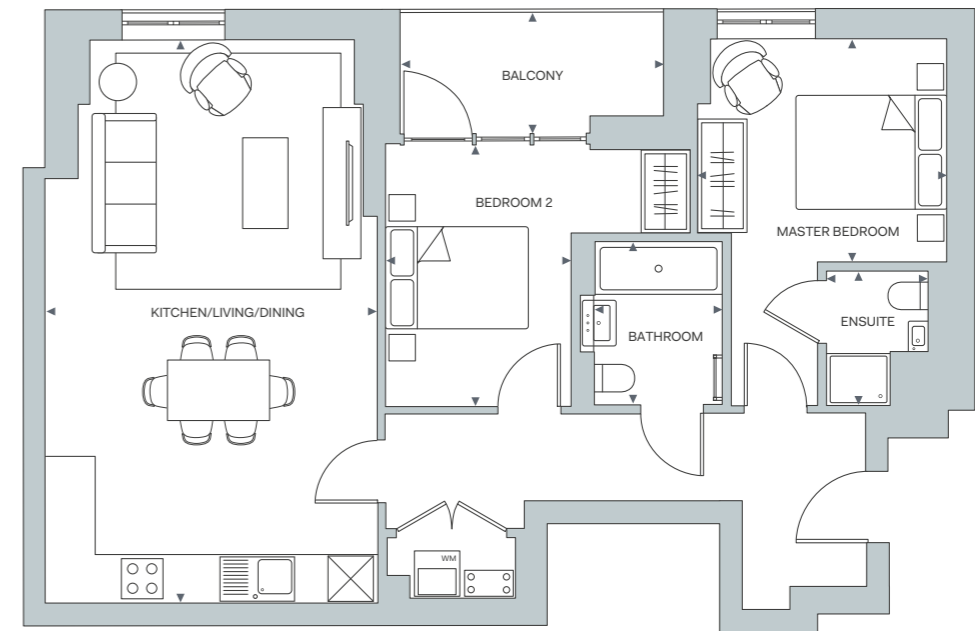 BALCONY
BEDROOM 2
MASTER BEDROOM
KITCHEN/LIVING/DINING
ENSUITE
BATHROOM
WM